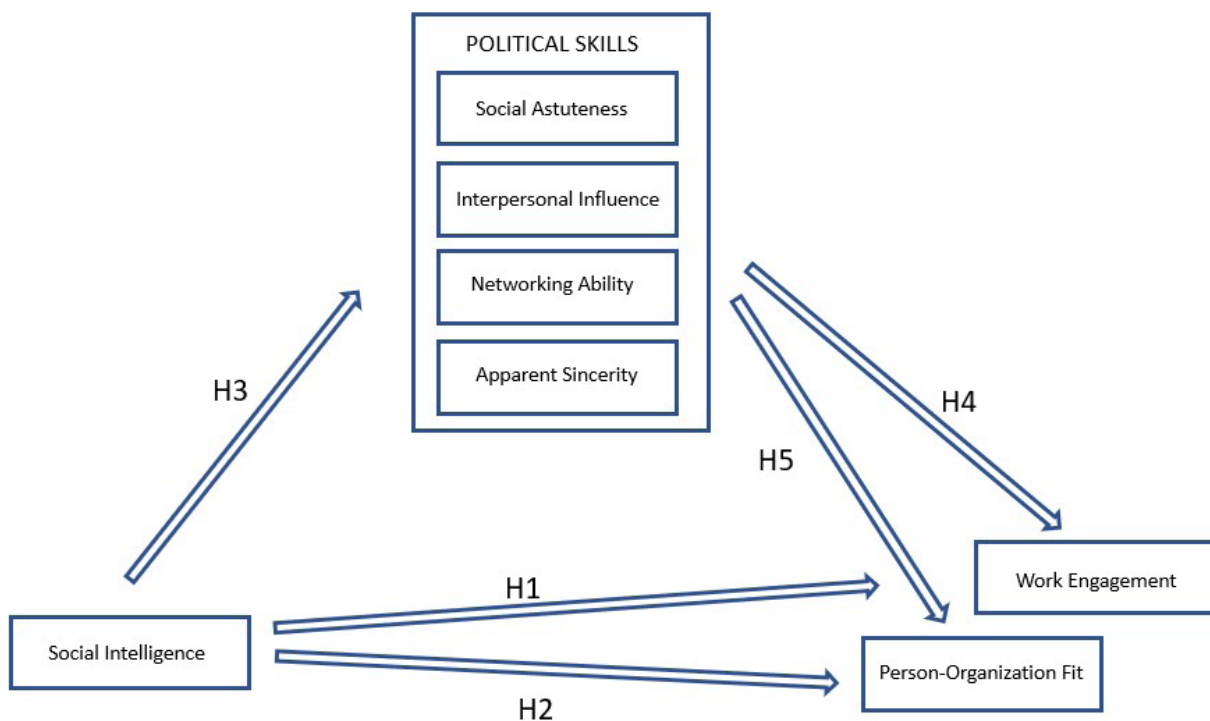 POLITICAL SKILLS
Social Astuteness
Interpersonal Influence
Networking Ability
Apparent Sincerity
H3
H4
H5
H1
Work Engagement
Social Intelligence
Person-Organization Fit
H2